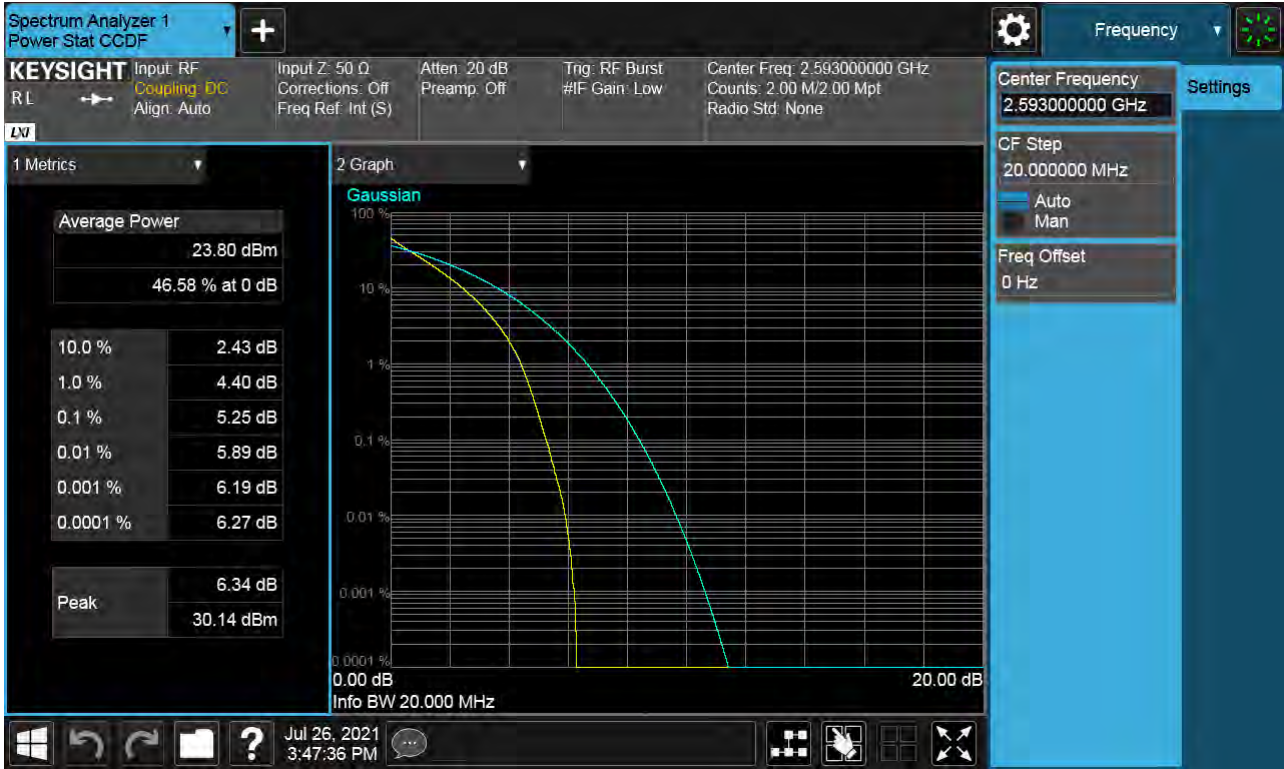 Spectrum Analyzer 1
Power Stat CCDF
+
Frequency
KEYSIGHT
RL
LXI
Input: RF
Coupling: DC
Align: Auto
Input Z: 50 Ω
Corrections: Off
Freq Ref: Int (S)
Atten: 20 dB
Preamp: Off
Trig: RF Burst
#IF Gain: Low
Center Freq: 2.593000000 GHz
Counts: 2.00 M/2.00 Mpt
Radio Std: None
Center Frequency
2.593000000 GHz
Settings
CF Step
20.000000 MHz
Auto
Man
Freq Offset
0 Hz
1 Metrics
Average Power
23.80 dBm
46.58 % at 0 dB
10.0 % 2.43 dB
1.0 % 4.40 dB
0.1 % 5.25 dB
0.01 % 5.89 dB
0.001 % 6.19 dB
0.0001 % 6.27 dB
Peak
6.34 dB
30.14 dBm
2 Graph
Gaussian
100 %
10 %
1 %
0.1 %
0.01 %
0.001 %
0.0001 %
0.00 dB 20.00 dB
Info BW 20.000 MHz
?
Jul 26, 2021
3:47:36 PM